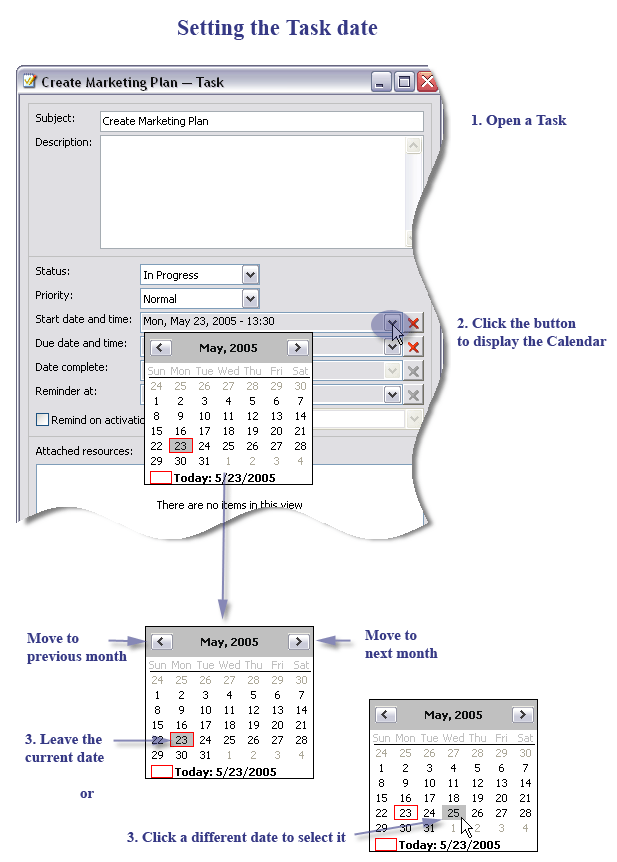 Setting the Task date
Create Marketing Plan — Task
1. Open a Task
Subject: Create Marketing Plan
Description:
Status: In Progress
Priority: Normal
Start date and time: Mon, May 23, 2005 - 13:30
2. Click the button
to display the Calendar
Due date and time:
Date complete:
Reminder at:
Remind on activatio
Attached resources:
May, 2005
Sun Mon Tue Wed Thu Fri Sat
24 25 26 27 28 29 30
1 2 3 4 5 6 7
8 9 10 11 12 13 14
15 16 17 18 19 20 21
22 23 24 25 26 27 28
29 30 31 1 2 3 4
Today: 5/23/2005
There are no items in this view
Move to
previous month
May, 2005
Sun Mon Tue Wed Thu Fri Sat
24 25 26 27 28 29 30
1 2 3 4 5 6 7
8 9 10 11 12 13 14
15 16 17 18 19 20 21
22 23 24 25 26 27 28
29 30 31 1 2 3 4
Today: 5/23/2005
Move to
next month
3. Leave the
current date
or
3. Click a different date to select it
May, 2005
Sun Mon Tue Wed Thu Fri Sat
24 25 26 27 28 29 30
1 2 3 4 5 6 7
8 9 10 11 12 13 14
15 16 17 18 19 20 21
22 23 24 25 26 27 28
29 30 31 1 2 3 4
Today: 5/23/2005